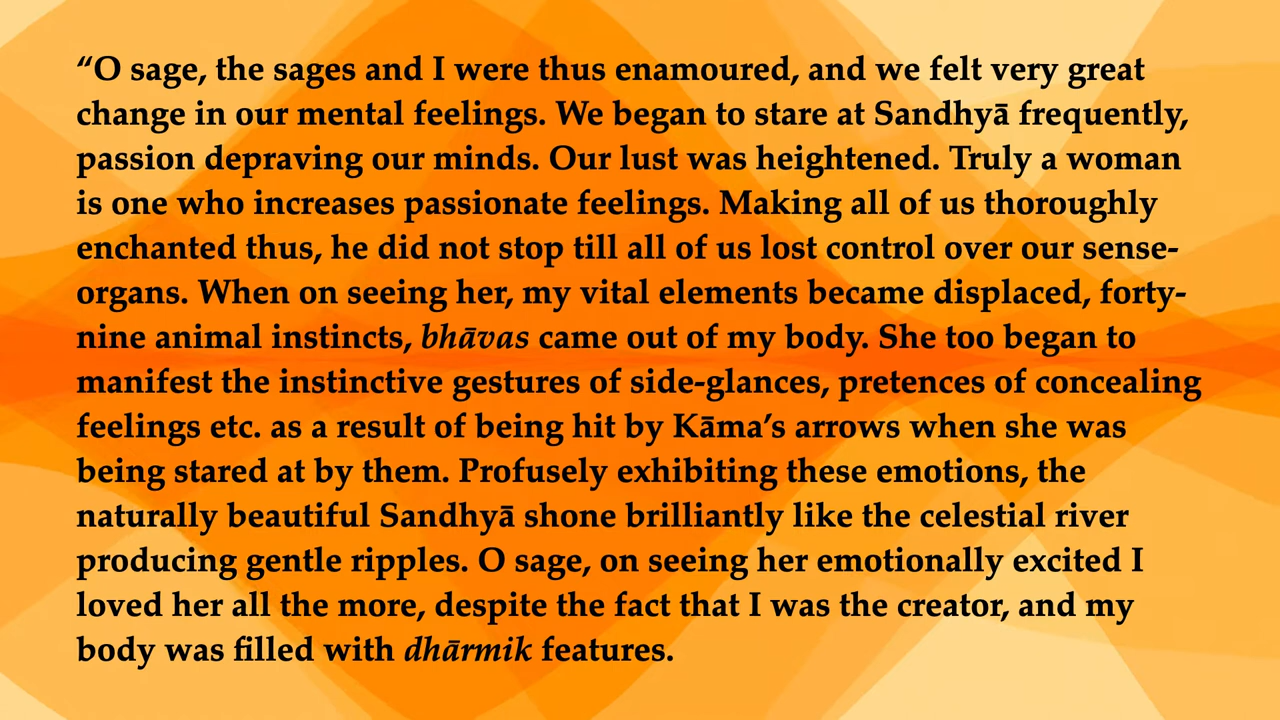 “O sage, the sages and I were thus enamoured, and we felt very great
change in our mental feelings. We began to stare at Sandhyā frequently,
passion depraving our minds. Our lust was heightened. Truly a woman
is one who increases passionate feelings. Making all of us thoroughly
enchanted thus, he did not stop till all of us lost control over our sense-
organs. When on seeing her, my vital elements became displaced, forty-
nine animal instincts, bhāvas came out of my body. She too began to
manifest the instinctive gestures of side-glances, pretences of concealing
feelings etc. as a result of being hit by Kāma’s arrows when she was
being stared at by them. Profusely exhibiting these emotions, the
naturally beautiful Sandhyā shone brilliantly like the celestial river
producing gentle ripples. O sage, on seeing her emotionally excited I
loved her all the more, despite the fact that I was the creator, and my
body was filled with dhārmik features.